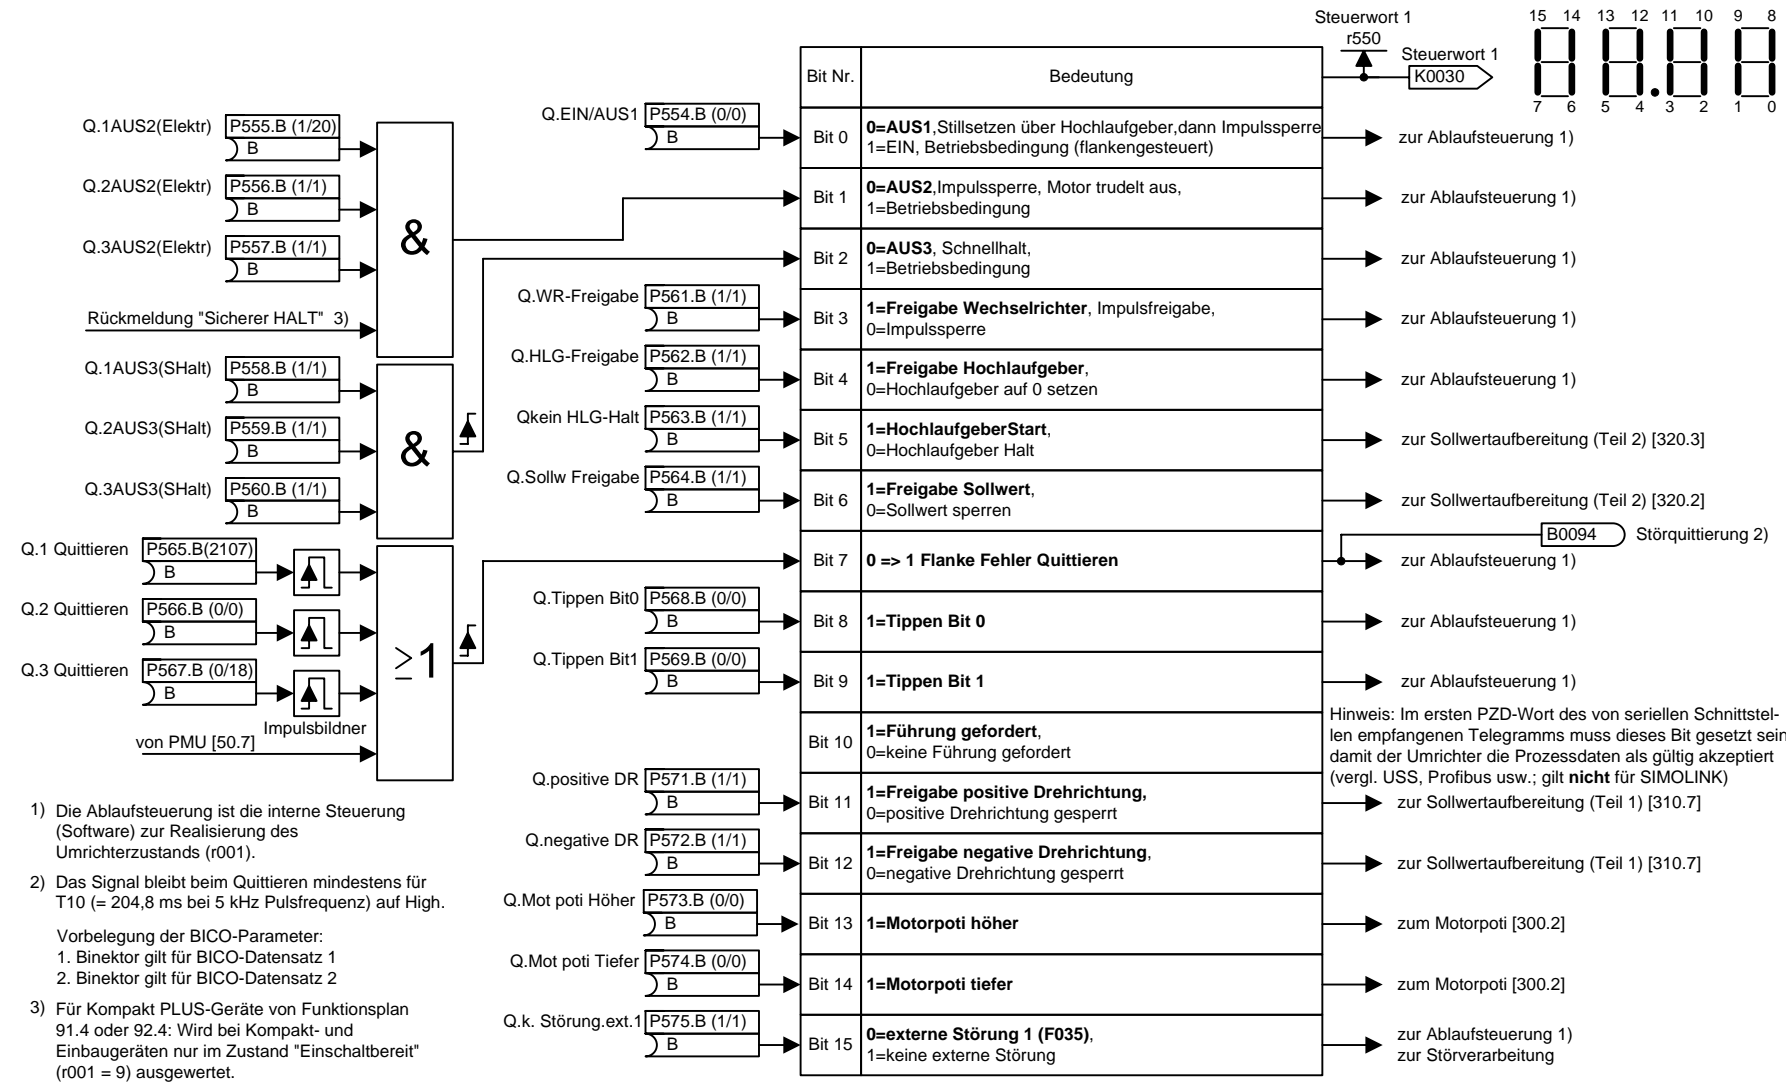 Steuerwort 1
r550
Steuerwort 1
K0030
15 14 13 12 11 10 9 8
7 6 5 4 3 2 1 0
Bit Nr. Bedeutung
Q.EIN/AUS1 P554.B (0/0)
B
Bit 0 0=AUS1,Stillsetzen über Hochlaufgeber,dann Impulssperre
1=EIN, Betriebsbedingung (flankengesteuert)
zur Ablaufsteuerung 1)
Q.1AUS2(Elektr) P555.B (1/20)
B
Q.2AUS2(Elektr) P556.B (1/1)
B
Q.3AUS2(Elektr) P557.B (1/1)
B
Rückmeldung "Sicherer HALT" 3)
&
Bit 1 0=AUS2,Impulssperre, Motor trudelt aus,
1=Betriebsbedingung
zur Ablaufsteuerung 1)
Q.1AUS3(SHalt) P558.B (1/1)
B
Q.2AUS3(SHalt) P559.B (1/1)
B
Q.3AUS3(SHalt) P560.B (1/1)
B
&
Bit 2 0=AUS3, Schnellhalt,
1=Betriebsbedingung
zur Ablaufsteuerung 1)
Q.WR-Freigabe P561.B (1/1)
B
Bit 3 1=Freigabe Wechselrichter, Impulsfreigabe,
0=Impulssperre
zur Ablaufsteuerung 1)
Q.HLG-Freigabe P562.B (1/1)
B
Bit 4 1=Freigabe Hochlaufgeber,
0=Hochlaufgeber auf 0 setzen
zur Ablaufsteuerung 1)
Qkein HLG-Halt P563.B (1/1)
B
Bit 5 1=HochlaufgeberStart,
0=Hochlaufgeber Halt
zur Sollwertaufbereitung (Teil 2) [320.3]
Q.Sollw Freigabe P564.B (1/1)
B
Bit 6 1=Freigabe Sollwert,
0=Sollwert sperren
zur Sollwertaufbereitung (Teil 2) [320.2]
Q.1 Quittieren P565.B(2107)
B
Q.2 Quittieren P566.B (0/0)
B
Q.3 Quittieren P567.B (0/18)
B
Impulsbildner
von PMU [50.7]
≥1
Bit 7 0 => 1 Flanke Fehler Quittieren
B0094 Störquittierung 2)
zur Ablaufsteuerung 1)
Q.Tippen Bit0 P568.B (0/0)
B
Bit 8 1=Tippen Bit 0
zur Ablaufsteuerung 1)
Q.Tippen Bit1 P569.B (0/0)
B
Bit 9 1=Tippen Bit 1
zur Ablaufsteuerung 1)
Bit 10 1=Führung gefordert,
0=keine Führung gefordert
Hinweis: Im ersten PZD-Wort des von seriellen Schnittstel-
len empfangenen Telegramms muss dieses Bit gesetzt sein
damit der Umrichter die Prozessdaten als gültig akzeptiert
(vergl. USS, Profibus usw.; gilt nicht für SIMOLINK)
Q.positive DR P571.B (1/1)
B
Bit 11 1=Freigabe positive Drehrichtung,
0=positive Drehrichtung gesperrt
zur Sollwertaufbereitung (Teil 1) [310.7]
Q.negative DR P572.B (1/1)
B
Bit 12 1=Freigabe negative Drehrichtung,
0=negative Drehrichtung gesperrt
zur Sollwertaufbereitung (Teil 1) [310.7]
Q.Mot poti Höher P573.B (0/0)
B
Bit 13 1=Motorpoti höher
zum Motorpoti [300.2]
Q.Mot poti Tiefer P574.B (0/0)
B
Bit 14 1=Motorpoti tiefer
zum Motorpoti [300.2]
Q.k. Störung.ext.1 P575.B (1/1)
B
Bit 15 0=externe Störung 1 (F035),
1=keine externe Störung
zur Ablaufsteuerung 1)
zur Störverarbeitung
1) Die Ablaufsteuerung ist die interne Steuerung
(Software) zur Realisierung des
Umrichterzustands (r001).
2) Das Signal bleibt beim Quittieren mindestens für
T10 (= 204,8 ms bei 5 kHz Pulsfrequenz) auf High.
Vorbelegung der BICO-Parameter:
1. Binektor gilt für BICO-Datensatz 1
2. Binektor gilt für BICO-Datensatz 2
3) Für Kompakt PLUS-Geräte von Funktionsplan
91.4 oder 92.4: Wird bei Kompakt- und
Einbaugeräten nur im Zustand "Einschaltbereit"
(r001 = 9) ausgewertet.